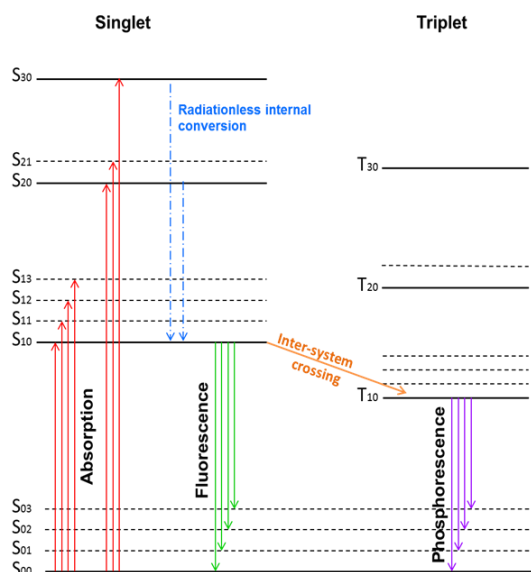 Singlet
Triplet
S30
Radiationless internal
conversion
S21
T30
S20
S13
T20
S12
S11
S10
Inter-system
crossing
T10
Absorption
Fluorescence
Phosphorescence
S03
S02
S01
S00